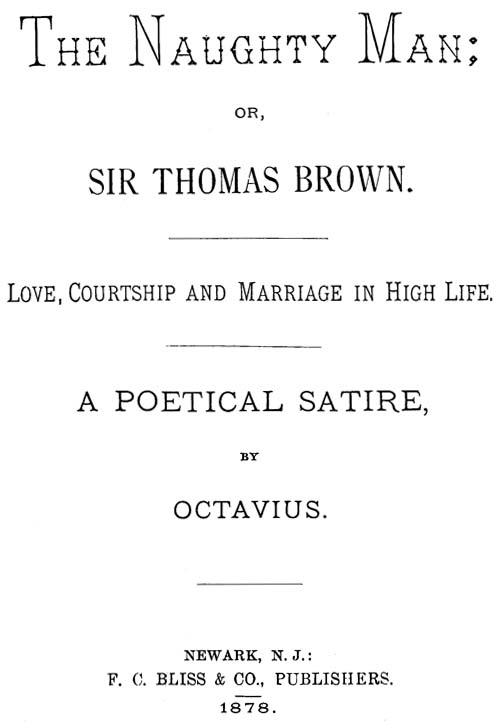 THE NAUGHTY MAN;
OR,
SIR THOMAS BROWN.
LOVE, COURTSHIP AND MARRIAGE IN HIGH LIFE.
A POETICAL SATIRE,
BY
OCTAVIUS.
NEWARK, N. J.:
F. C. BLISS & CO., PUBLISHERS.
1878.